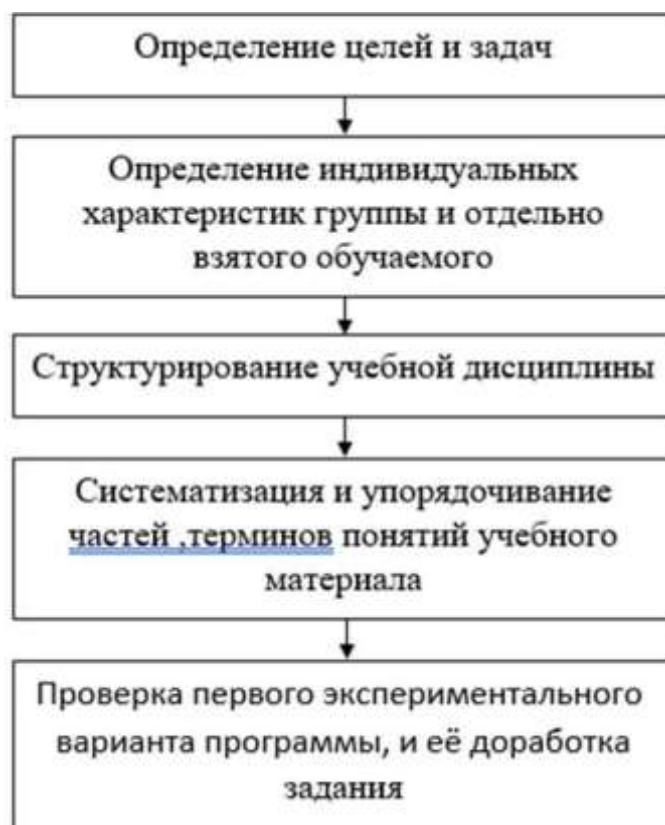 Определение целей и задач
Определение индивидуальных
характеристик группы и отдельно
взятого обучаемого
Структурирование учебной дисциплины
Систематизация и упорядочивание
частей ,терминов понятий учебного
материала
Проверка первого экспериментального
варианта программы, и её доработка
задания